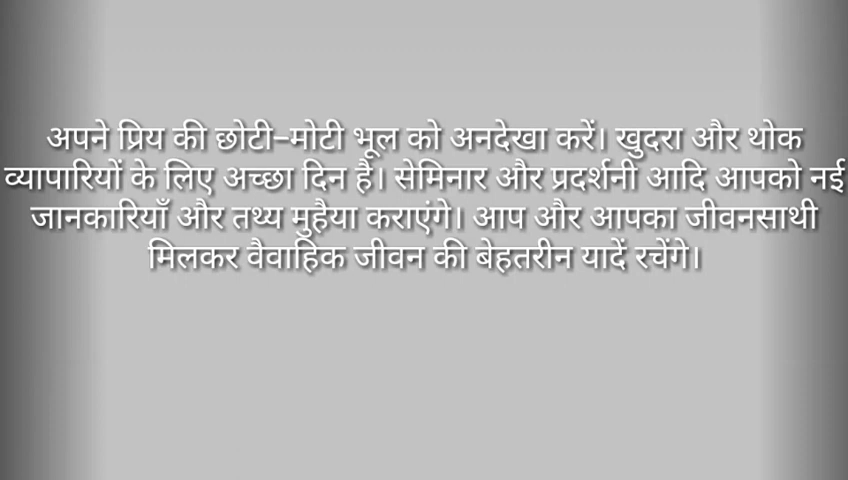 अपने प्रिय की छोटी-मोटी भूल को अनदेखा करें। खुदरा और थोक
व्यापारियों के लिए अच्छा दिन है। सेमिनार और प्रदर्शनी आदि आपको नई
जानकारियाँ और तथ्य मुहैया कराएंगे। आप और आपका जीवनसाथी
मिलकर वैवाहिक जीवन की बेहतरीन यादें रचेंगे।